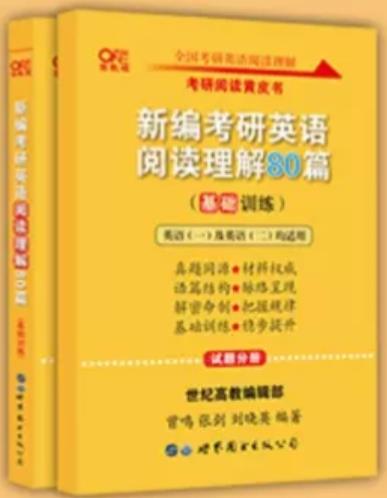 全国考研英语阅读理解
考研阅读黄皮书
新编考研英语
阅读理解80篇
(基础训练)
英语(一)及英语(二)均适用
真题同源★材料权威
语篇结构★脉络呈现
解密命制★把握规律
基础训练★稳步提升
试题分册
世纪高教编辑部
曾鸣 张剑 刘晓英 编著
世界图书出版公司
新编考研英语阅读理解80篇
(基础训练)